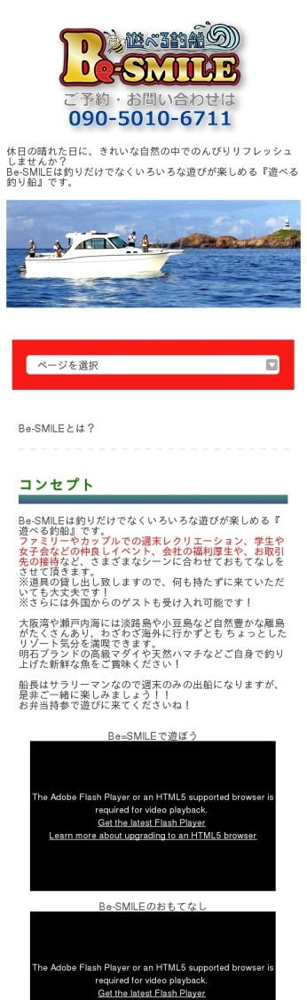 遊べる釣船
Be-SMILE
ご予約・お問い合わせは
090-5010-6711
休日の晴れた日に、きれいな自然の中でのんびりリフレッシュ
しませんか？
Be-SMILEは釣りだけでなくいろいろな遊びが楽しめる『遊べる
釣り船』です。
ページを選択
Be-SMILEとは？
コンセプト
Be-SMILEは釣りだけでなくいろいろな遊びが楽しめる『
遊べる釣船』です。
ファミリーやカップルでの週末レクリエーション、学生や
女子会などの仲良しイベント、会社の福利厚生や、お取引
先の接待など、さまざまなシーンに合わせておもてなしを
させて頂きます。
※道具の貸し出し致しますので、何も持たずに来ていただ
いても大丈夫です！
※さらには外国からのゲストも受け入れ可能です！
大阪湾や瀬戸内海には淡路島や小豆島など自然豊かな離島
がたくさんあり、わざわざ海外に行かずとも ちょっとした
リゾート気分を満喫できます。
明石ブランドの高級マダイや天然ハマチなどご自身で釣り
上げた新鮮な魚をご賞味ください！
船長はサラリーマンなので週末のみの出船になりますが、
是非ご一緒に楽しみましょう！！
お弁当持参で遊びに来てくださいね！
Be=SMILEで遊ぼう
The Adobe Flash Player or an HTML5 supported browser is
required for video playback.
Get the latest Flash Player
Learn more about upgrading to an HTML5 browser
Be-SMILEのおもてなし
The Adobe Flash Player or an HTML5 supported browser is
required for video playback.
Get the latest Flash Player